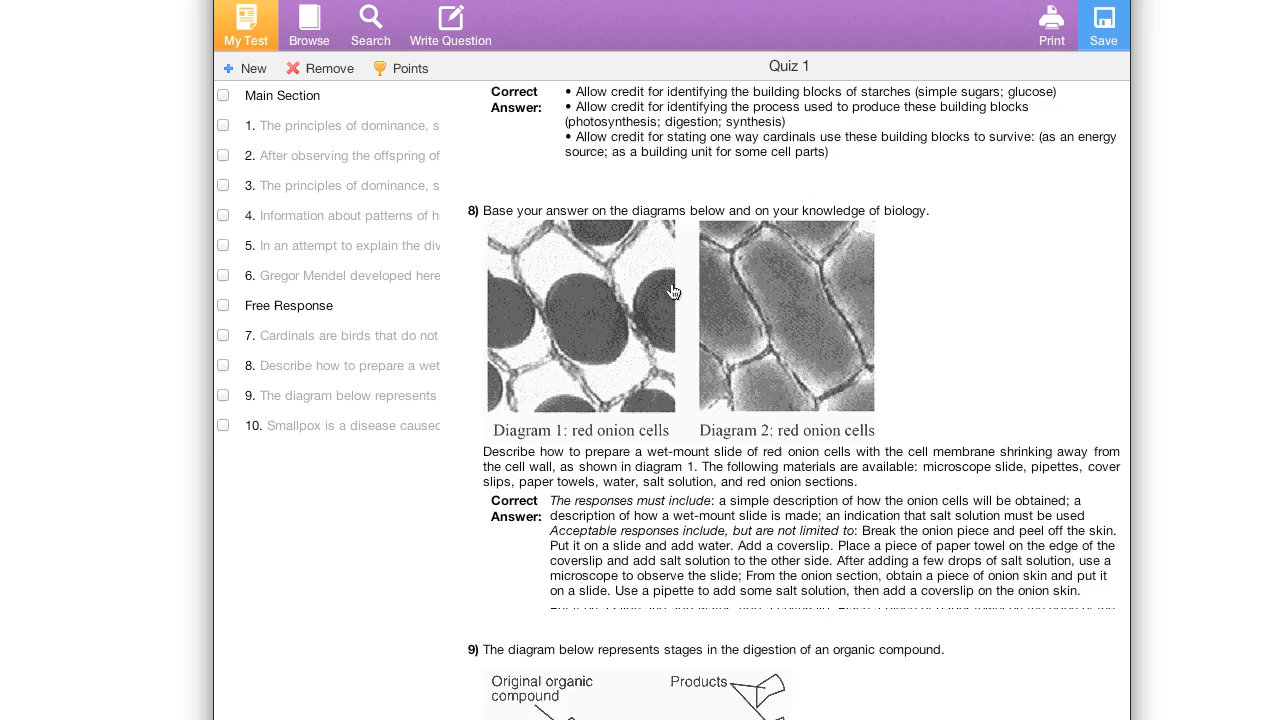 My Test
Browse
Search
Write Question
Print
Save
New
Remove
Points
Quiz 1
Main Section
1. The principles of dominance, s
2. After observing the offspring of
3. The principles of dominance, s
4. Information about patterns of h
5. In an attempt to explain the div
6. Gregor Mendel developed here
Free Response
7. Cardinals are birds that do not
8. Describe how to prepare a wet
9. The diagram below represents
10. Smallpox is a disease caused
Correct
Answer:
• Allow credit for identifying the building blocks of starches (simple sugars; glucose)
• Allow credit for identifying the process used to produce these building blocks
(photosynthesis; digestion; synthesis)
• Allow credit for stating one way cardinals use these building blocks to survive: (as an energy
source; as a building unit for some cell parts)
8) Base your answer on the diagrams below and on your knowledge of biology.
Diagram 1: red onion cells
Diagram 2: red onion cells
Describe how to prepare a wet-mount slide of red onion cells with the cell membrane shrinking away from
the cell wall, as shown in diagram 1. The following materials are available: microscope slide, pipettes, cover
slips, paper towels, water, salt solution, and red onion sections.
Correct
Answer:
The responses must include: a simple description of how the onion cells will be obtained; a
description of how a wet-mount slide is made; an indication that salt solution must be used
Acceptable responses include, but are not limited to: Break the onion piece and peel off the skin.
Put it on a slide and add water. Add a coverslip. Place a piece of paper towel on the edge of the
coverslip and add salt solution to the other side. After adding a few drops of salt solution, use a
microscope to observe the slide; From the onion section, obtain a piece of onion skin and put it
on a slide. Use a pipette to add some salt solution, then add a coverslip on the onion skin.
9) The diagram below represents stages in the digestion of an organic compound.
Original organic
compound
Products